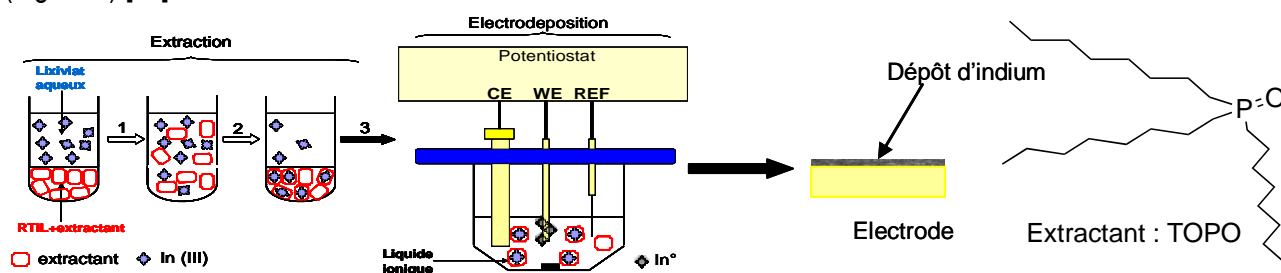 Electrodeposition
Extraction
Potentiostat
Lixiviat
aqueux
CE WE REF
1
2
3
Dépôt d'indium
P
O
RTIL+extractant
Electrode
Extractant : TOPO
extractant
In (III)
Liquide
ionique
In°